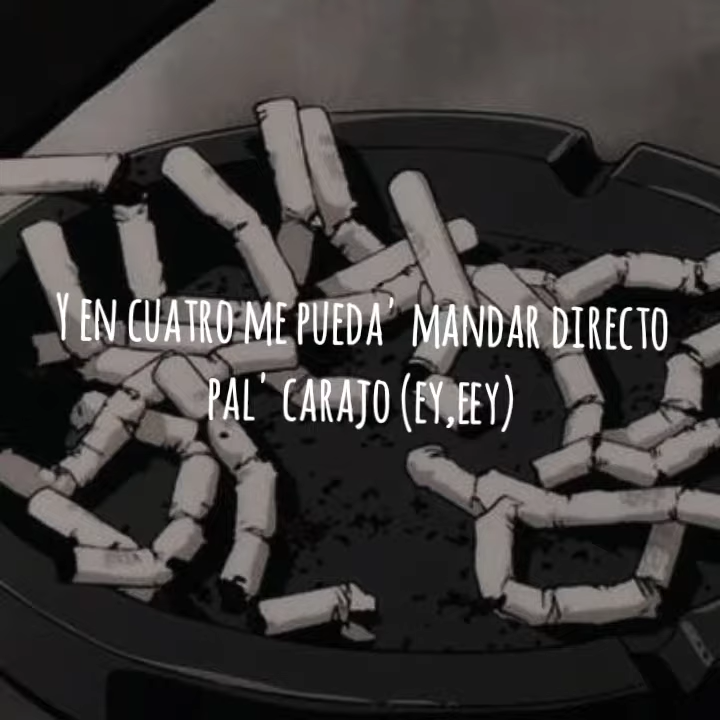 Y en cuatro me pueda' mandar directo
pal' carajo (ey,eey)